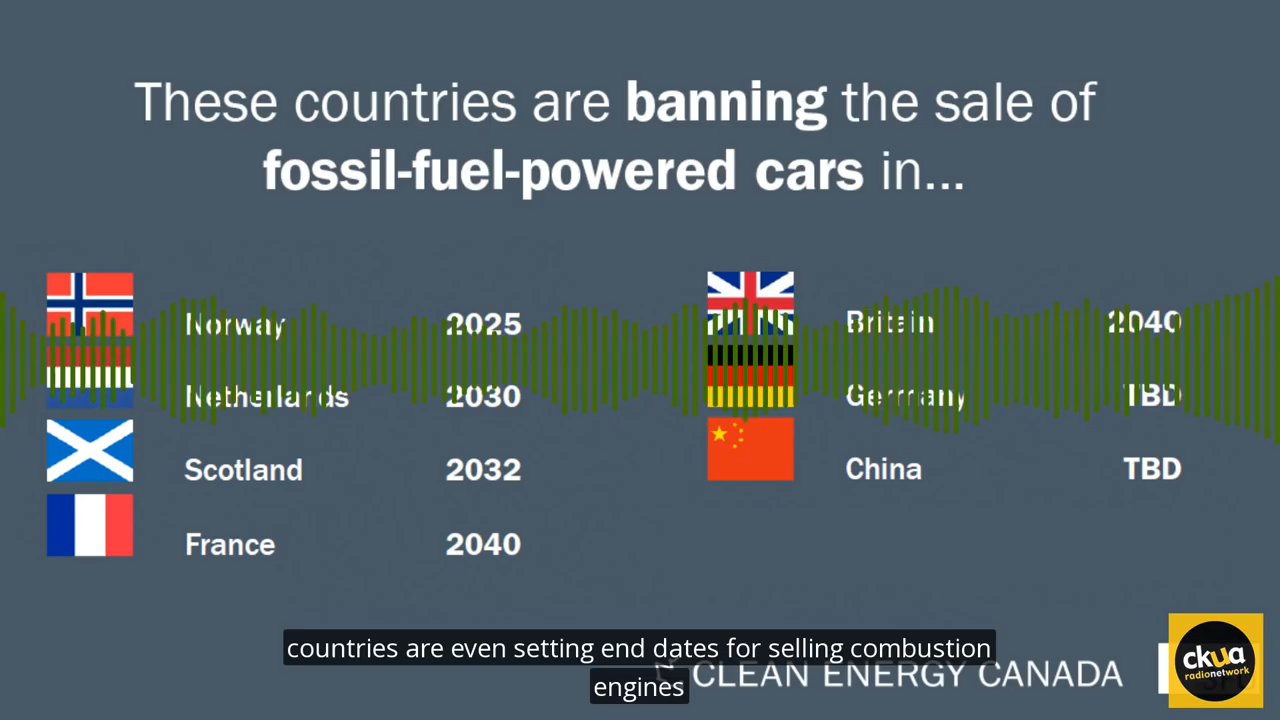 These countries are banning the sale of
fossil-fuel-powered cars in...
Norway 2025
Netherlands 2030
Scotland 2032
France 2040
Britain 2040
Germany TBD
China TBD
countries are even setting end dates for selling combustion
engines
CLEAN ENERGY CANADA
ckua
radionetwork